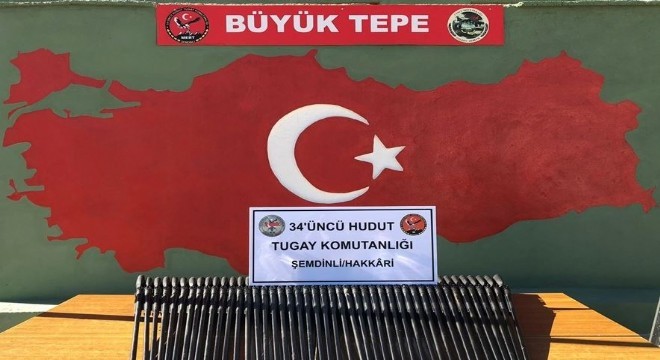 BÜYÜK TEPE
34'ÜNCÜ HUDUT
TUGAY KOMUTANLIĞI
ŞEMDİNLİ/HAKKÂRİ